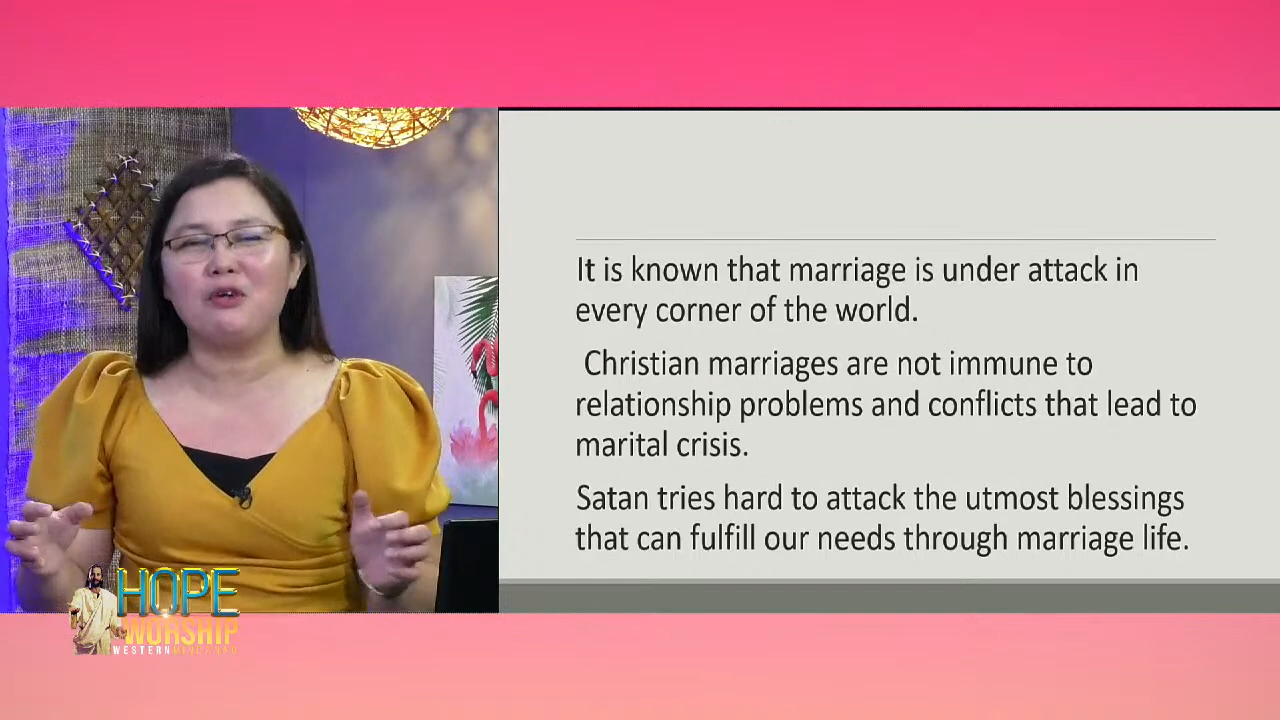 It is known that marriage is under attack in
every corner of the world.
Christian marriages are not immune to
relationship problems and conflicts that lead to
marital crisis.
Satan tries hard to attack the utmost blessings
that can fulfill our needs through marriage life.
HOPE
WORSHIP
WESTERN MINDANAO